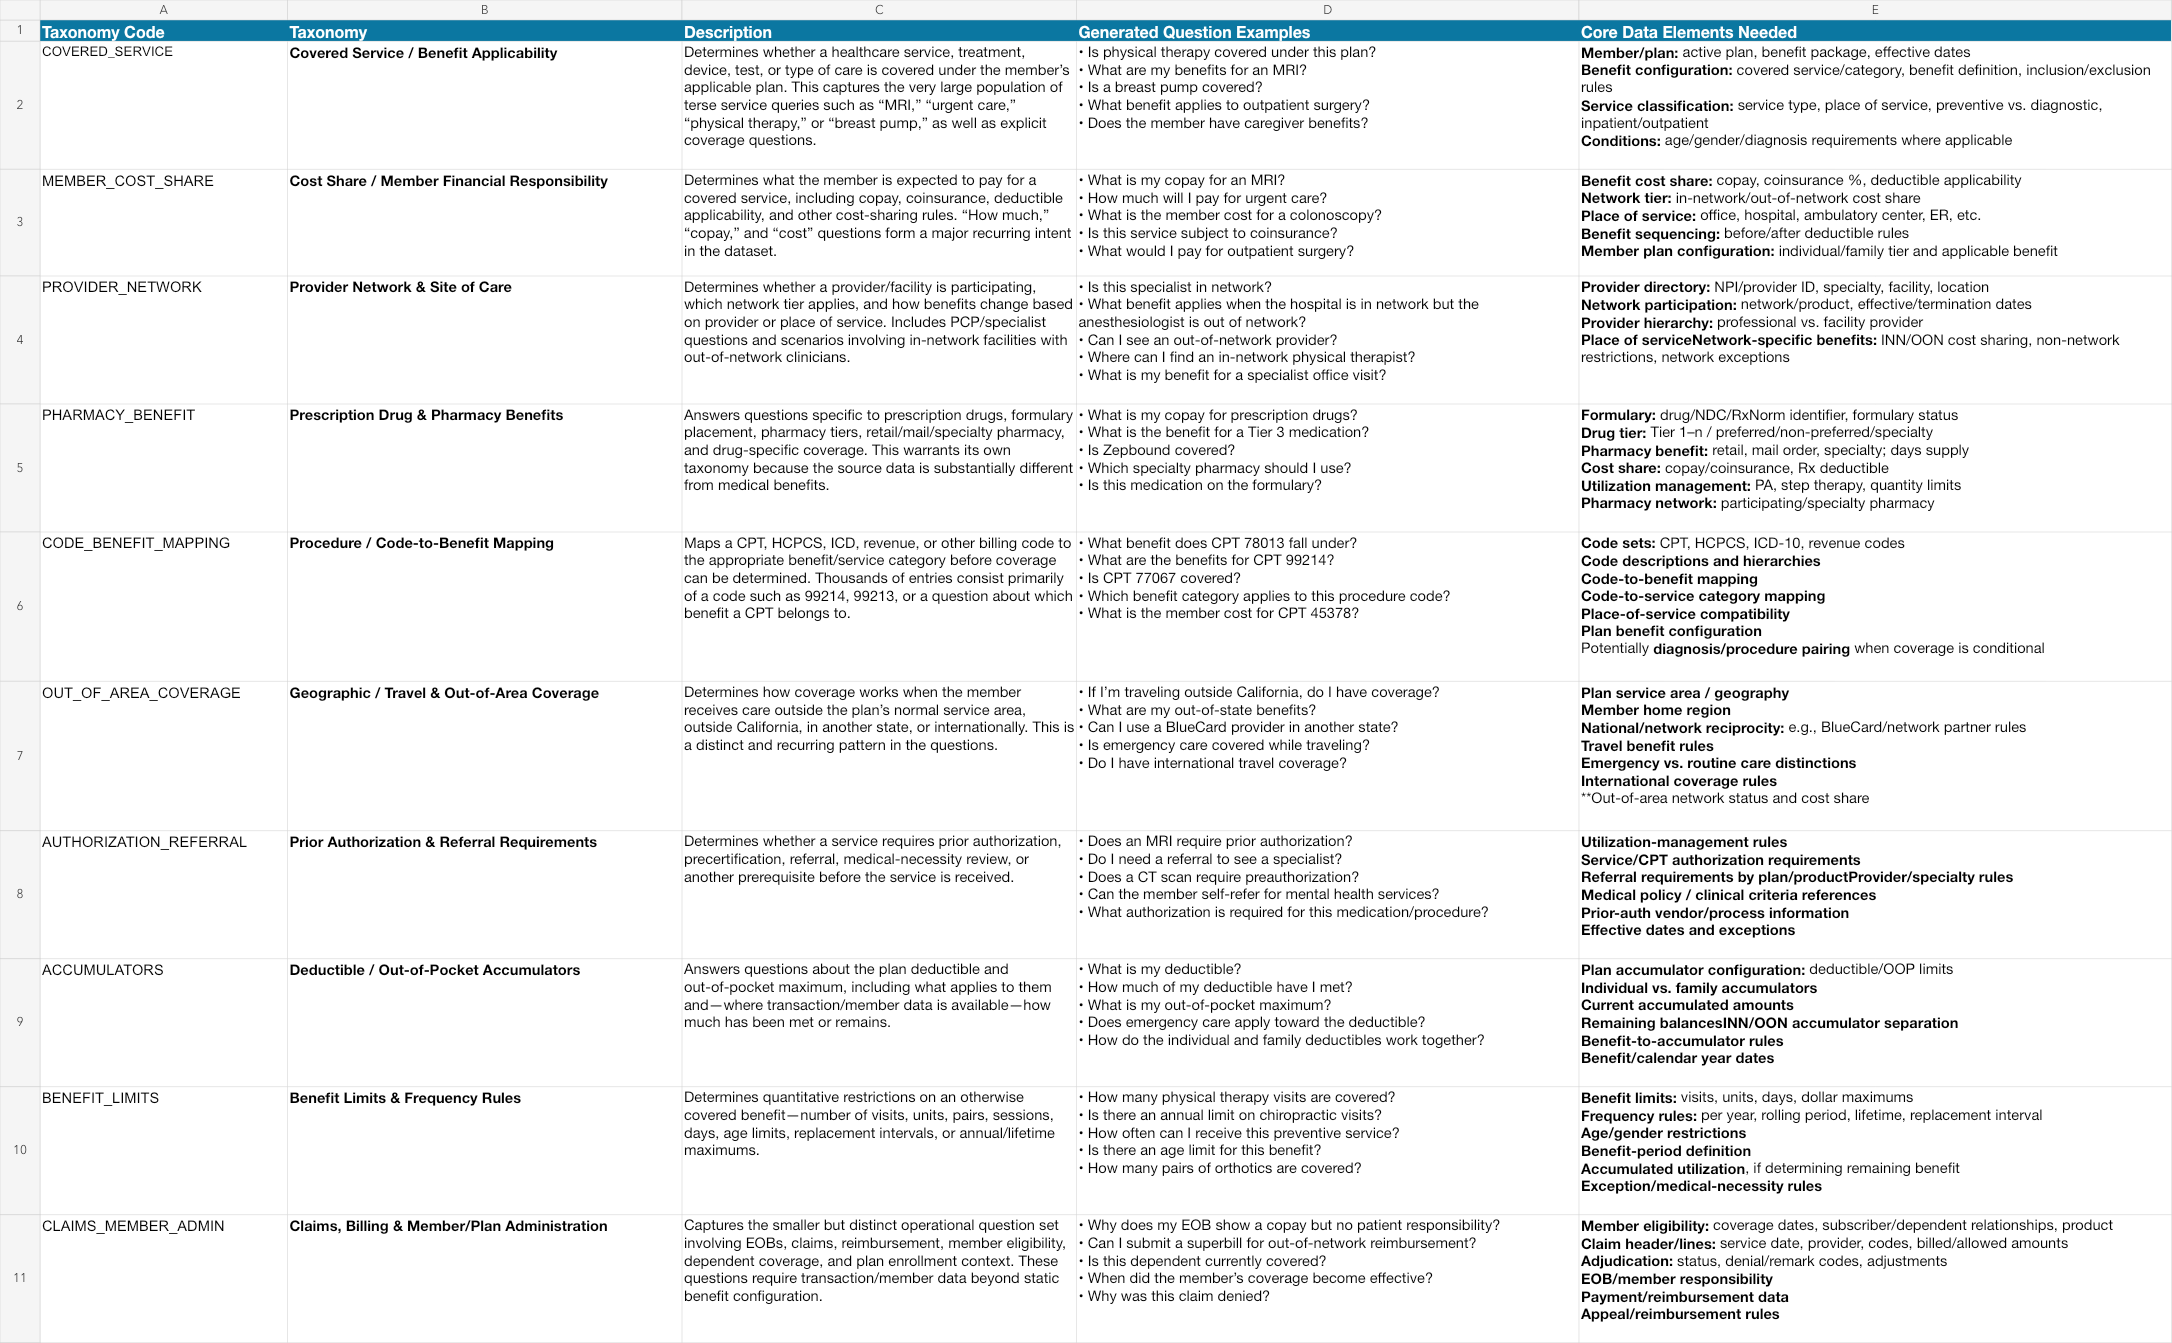 A B C D E
1 Taxonomy Code Taxonomy Description Generated Question Examples Core Data Elements Needed
2
COVERED_SERVICE
Covered Service / Benefit Applicability
Determines whether a healthcare service, treatment,
device, test, or type of care is covered under the member’s
applicable plan. This captures the very large population of
terse service queries such as “MRI,” “urgent care,”
“physical therapy,” or “breast pump,” as well as explicit
coverage questions.
• Is physical therapy covered under this plan?
• What are my benefits for an MRI?
• Is a breast pump covered?
• What benefit applies to outpatient surgery?
• Does the member have caregiver benefits?
Member/plan: active plan, benefit package, effective dates
Benefit configuration: covered service/category, benefit definition, inclusion/exclusion
rules
Service classification: service type, place of service, preventive vs. diagnostic,
inpatient/outpatient
Conditions: age/gender/diagnosis requirements where applicable
3
MEMBER_COST_SHARE
Cost Share / Member Financial Responsibility
Determines what the member is expected to pay for a
covered service, including copay, coinsurance, deductible
applicability, and other cost-sharing rules. “How much,”
“copay,” and “cost” questions form a major recurring intent
in the dataset.
• What is my copay for an MRI?
• How much will I pay for urgent care?
• What is the member cost for a colonoscopy?
• Is this service subject to coinsurance?
• What would I pay for outpatient surgery?
Benefit cost share: copay, coinsurance %, deductible applicability
Network tier: in-network/out-of-network cost share
Place of service: office, hospital, ambulatory center, ER, etc.
Benefit sequencing: before/after deductible rules
Member plan configuration: individual/family tier and applicable benefit
4
PROVIDER_NETWORK
Provider Network & Site of Care
Determines whether a provider/facility is participating,
which network tier applies, and how benefits change based
on provider or place of service. Includes PCP/specialist
questions and scenarios involving in-network facilities with
out-of-network clinicians.
• Is this specialist in network?
• What benefit applies when the hospital is in network but the
anesthesiologist is out of network?
• Can I see an out-of-network provider?
• Where can I find an in-network physical therapist?
• What is my benefit for a specialist office visit?
Provider directory: NPI/provider ID, specialty, facility, location
Network participation: network/product, effective/termination dates
Provider hierarchy: professional vs. facility provider
Place of serviceNetwork-specific benefits: INN/OON cost sharing, non-network
restrictions, network exceptions
5
PHARMACY_BENEFIT
Prescription Drug & Pharmacy Benefits
Answers questions specific to prescription drugs, formulary
placement, pharmacy tiers, retail/mail/specialty pharmacy,
and drug-specific coverage. This warrants its own
taxonomy because the source data is substantially different
from medical benefits.
• What is my copay for prescription drugs?
• What is the benefit for a Tier 3 medication?
• Is Zepbound covered?
• Which specialty pharmacy should I use?
• Is this medication on the formulary?
Formulary: drug/NDC/RxNorm identifier, formulary status
Drug tier: Tier 1–n / preferred/non-preferred/specialty
Pharmacy benefit: retail, mail order, specialty; days supply
Cost share: copay/coinsurance, Rx deductible
Utilization management: PA, step therapy, quantity limits
Pharmacy network: participating/specialty pharmacy
6
CODE_BENEFIT_MAPPING
Procedure / Code-to-Benefit Mapping
Maps a CPT, HCPCS, ICD, revenue, or other billing code to
the appropriate benefit/service category before coverage
can be determined. Thousands of entries consist primarily
of a code such as 99214, 99213, or a question about which
benefit a CPT belongs to.
• What benefit does CPT 78013 fall under?
• What are the benefits for CPT 99214?
• Is CPT 77067 covered?
• Which benefit category applies to this procedure code?
• What is the member cost for CPT 45378?
Code sets: CPT, HCPCS, ICD-10, revenue codes
Code descriptions and hierarchies
Code-to-benefit mapping
Code-to-service category mapping
Place-of-service compatibility
Plan benefit configuration
Potentially diagnosis/procedure pairing when coverage is conditional
7
OUT_OF_AREA_COVERAGE
Geographic / Travel & Out-of-Area Coverage
Determines how coverage works when the member
receives care outside the plan’s normal service area,
outside California, in another state, or internationally. This is
a distinct and recurring pattern in the questions.
• If I’m traveling outside California, do I have coverage?
• What are my out-of-state benefits?
• Can I use a BlueCard provider in another state?
• Is emergency care covered while traveling?
• Do I have international travel coverage?
Plan service area / geography
Member home region
National/network reciprocity: e.g., BlueCard/network partner rules
Travel benefit rules
Emergency vs. routine care distinctions
International coverage rules
**Out-of-area network status and cost share
8
AUTHORIZATION_REFERRAL
Prior Authorization & Referral Requirements
Determines whether a service requires prior authorization,
precertification, referral, medical-necessity review, or
another prerequisite before the service is received.
• Does an MRI require prior authorization?
• Do I need a referral to see a specialist?
• Does a CT scan require preauthorization?
• Can the member self-refer for mental health services?
• What authorization is required for this medication/procedure?
Utilization-management rules
Service/CPT authorization requirements
Referral requirements by plan/productProvider/specialty rules
Medical policy / clinical criteria references
Prior-auth vendor/process information
Effective dates and exceptions
9
ACCUMULATORS
Deductible / Out-of-Pocket Accumulators
Answers questions about the plan deductible and
out-of-pocket maximum, including what applies to them
and—where transaction/member data is available—how
much has been met or remains.
• What is my deductible?
• How much of my deductible have I met?
• What is my out-of-pocket maximum?
• Does emergency care apply toward the deductible?
• How do the individual and family deductibles work together?
Plan accumulator configuration: deductible/OOP limits
Individual vs. family accumulators
Current accumulated amounts
Remaining balancesINN/OON accumulator separation
Benefit-to-accumulator rules
Benefit/calendar year dates
10
BENEFIT_LIMITS
Benefit Limits & Frequency Rules
Determines quantitative restrictions on an otherwise
covered benefit—number of visits, units, pairs, sessions,
days, age limits, replacement intervals, or annual/lifetime
maximums.
• How many physical therapy visits are covered?
• Is there an annual limit on chiropractic visits?
• How often can I receive this preventive service?
• Is there an age limit for this benefit?
• How many pairs of orthotics are covered?
Benefit limits: visits, units, days, dollar maximums
Frequency rules: per year, rolling period, lifetime, replacement interval
Age/gender restrictions
Benefit-period definition
Accumulated utilization, if determining remaining benefit
Exception/medical-necessity rules
11
CLAIMS_MEMBER_ADMIN
Claims, Billing & Member/Plan Administration
Captures the smaller but distinct operational question set
involving EOBs, claims, reimbursement, member eligibility,
dependent coverage, and plan enrollment context. These
questions require transaction/member data beyond static
benefit configuration.
• Why does my EOB show a copay but no patient responsibility?
• Can I submit a superbill for out-of-network reimbursement?
• Is this dependent currently covered?
• When did the member’s coverage become effective?
• Why was this claim denied?
Member eligibility: coverage dates, subscriber/dependent relationships, product
Claim header/lines: service date, provider, codes, billed/allowed amounts
Adjudication: status, denial/remark codes, adjustments
EOB/member responsibility
Payment/reimbursement data
Appeal/reimbursement rules